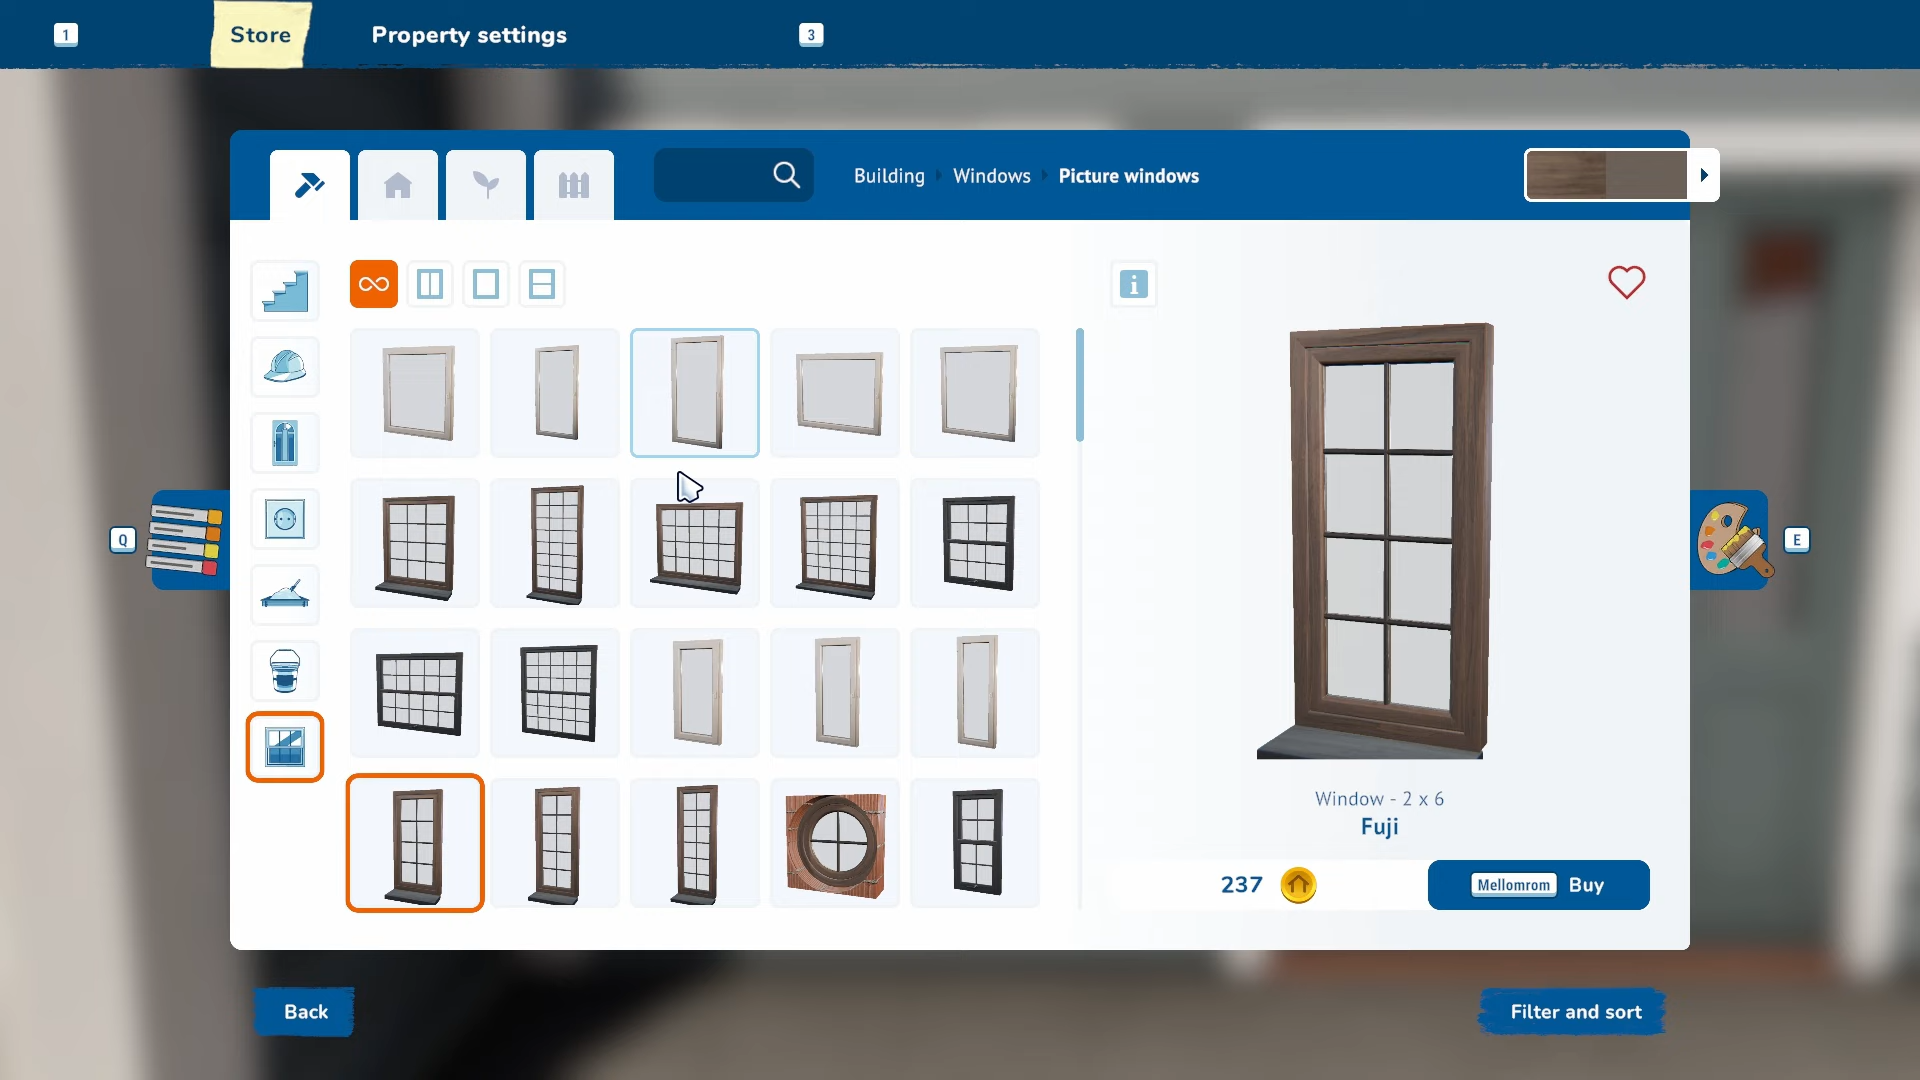 1
Store
Property settings
3
Building
Windows
Picture windows
i
Q
E
Window - 2 x 6
Fuji
237
Mellomrom
Buy
Back
Filter and sort